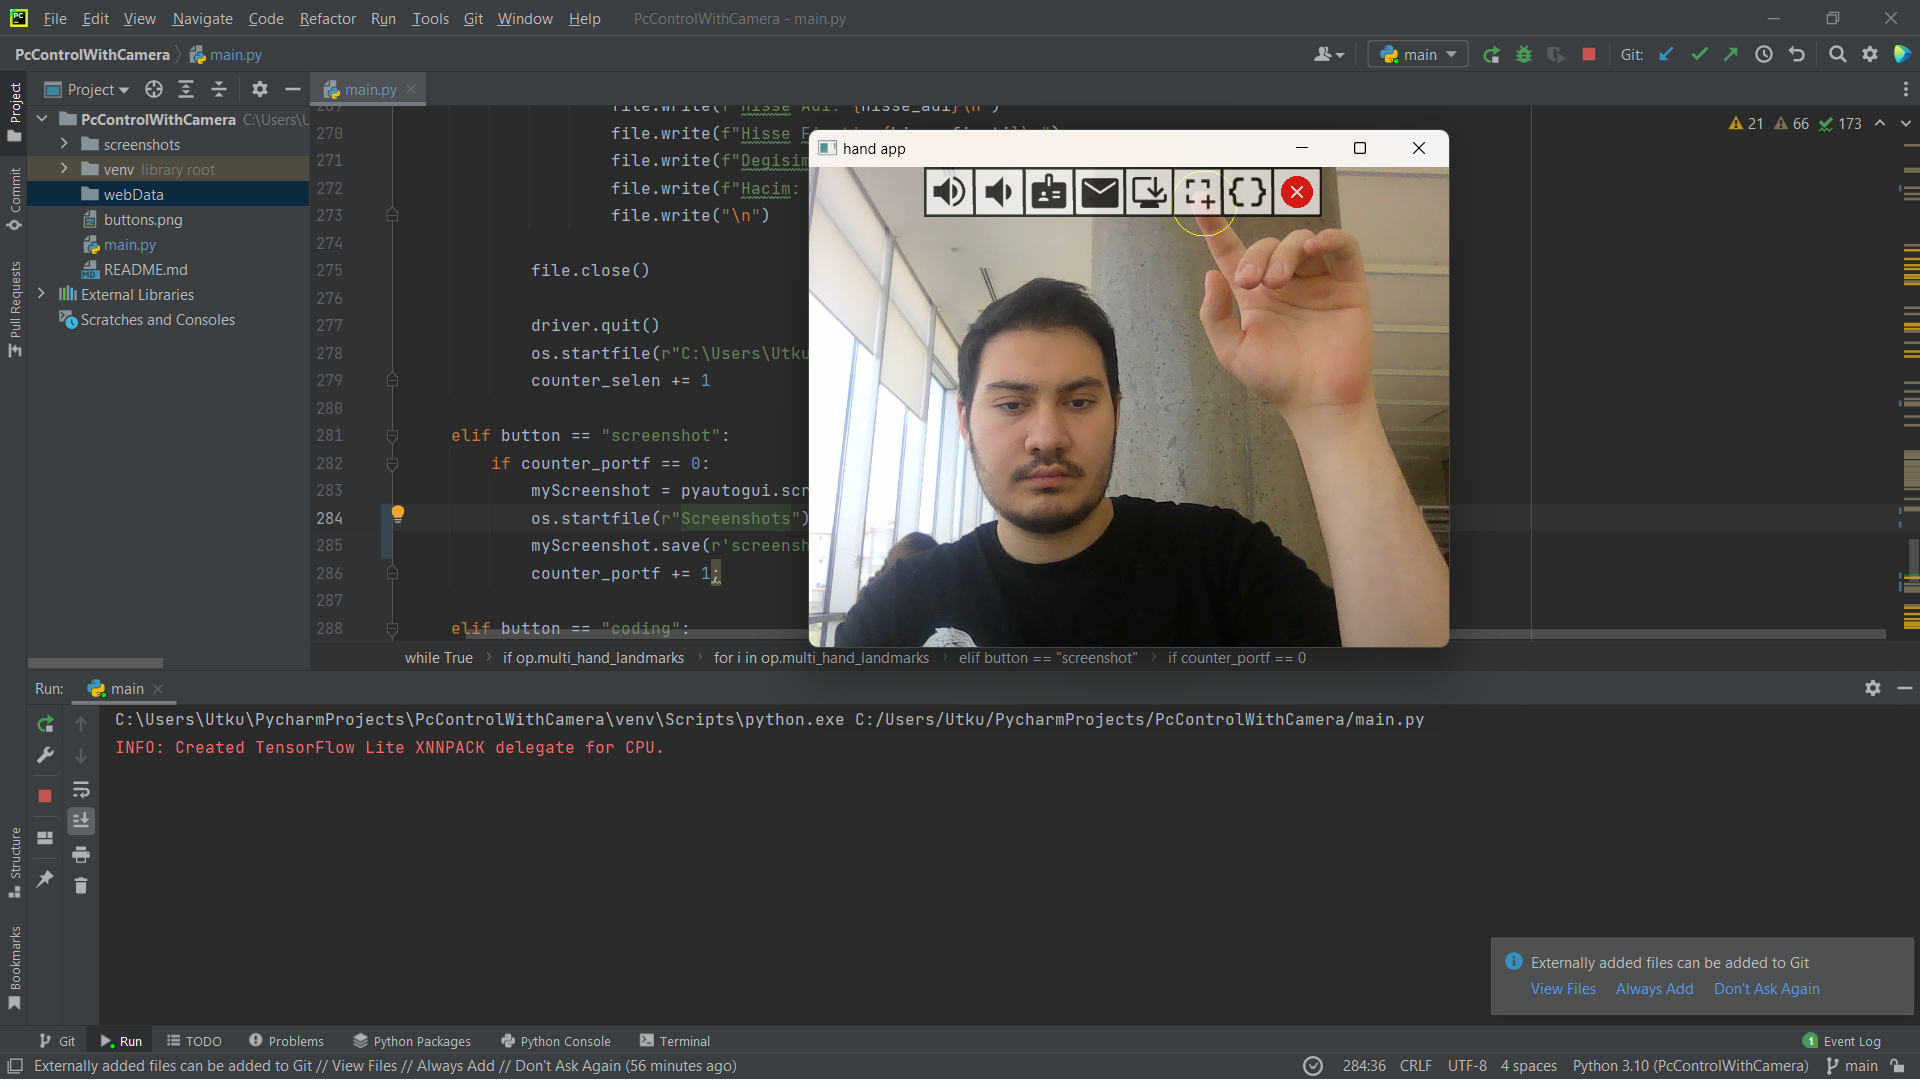 File Edit View Navigate Code Refactor Run Tools Git Window Help PcControlWithCamera - main.py
PcControlWithCamera main.py
main Git:
Project
main.py
Project
Commit
Pull Requests
Structure
Bookmarks
PcControlWithCamera C:\Users\U
screenshots
venv library root
webData
buttons.png
main.py
README.md
External Libraries
Scratches and Consoles
21 66 173
270 file.write(f"Hisse
271 file.write(f"Degisim
272 file.write(f"Hacim:
273 file.write("\n")
274
275 file.close()
276
277 driver.quit()
278 os.startfile(r"C:\Users\Utku
279 counter_selen += 1
280
281 elif button == "screenshot":
282 if counter_portf == 0:
283 myScreenshot = pyautogui.scr
284 os.startfile(r"Screenshots")
285 myScreenshot.save(r'screensh
286 counter_portf += 1;
287
288 elif button == "coding":
hand app
while True if op.multi_hand_landmarks for i in op.multi_hand_landmarks elif button == "screenshot" if counter_portf == 0
Run: main
C:\Users\Utku\PycharmProjects\PcControlWithCamera\venv\Scripts\python.exe C:/Users/Utku/PycharmProjects/PcControlWithCamera/main.py
INFO: Created TensorFlow Lite XNNPACK delegate for CPU.
Externally added files can be added to Git
View Files Always Add Don't Ask Again
Git Run TODO Problems Python Packages Python Console Terminal 1 Event Log
Externally added files can be added to Git // View Files // Always Add // Don't Ask Again (56 minutes ago) 284:36 CRLF UTF-8 4 spaces Python 3.10 (PcControlWithCamera) main